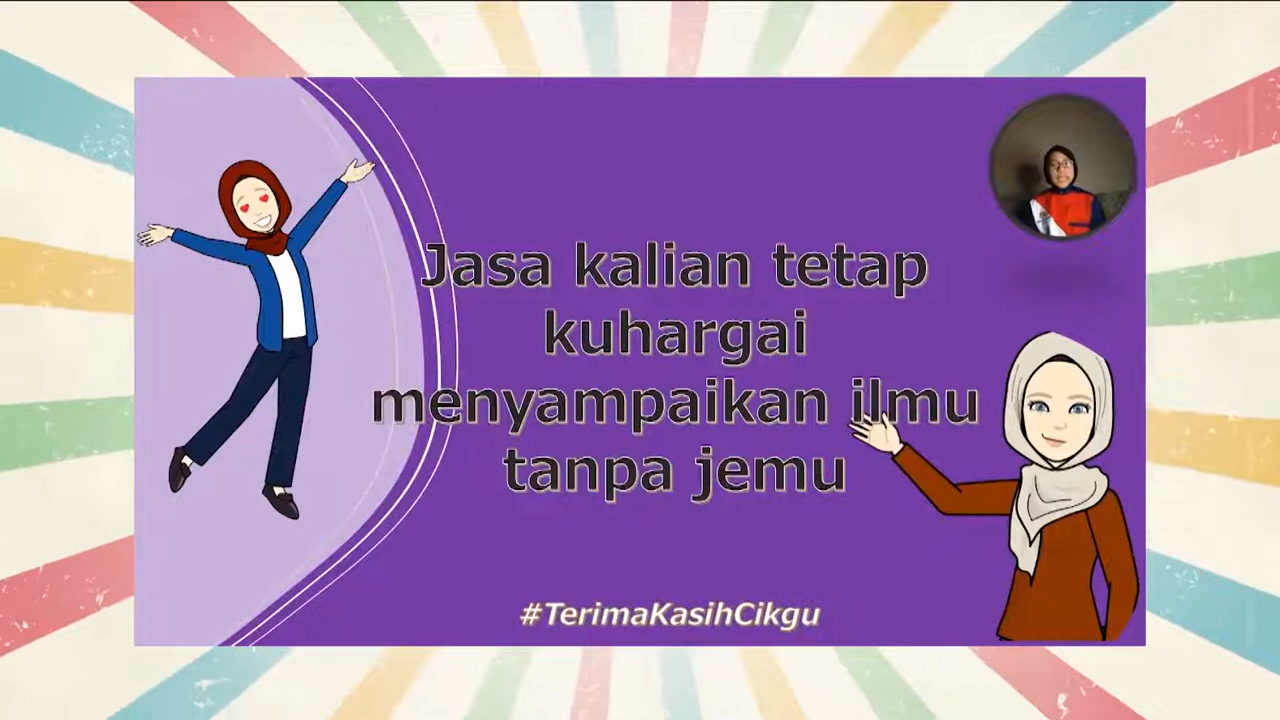 Jasa kalian tetap
kuhargai
menyampaikan ilmu
tanpa jemu
#TerimaKasihCikgu